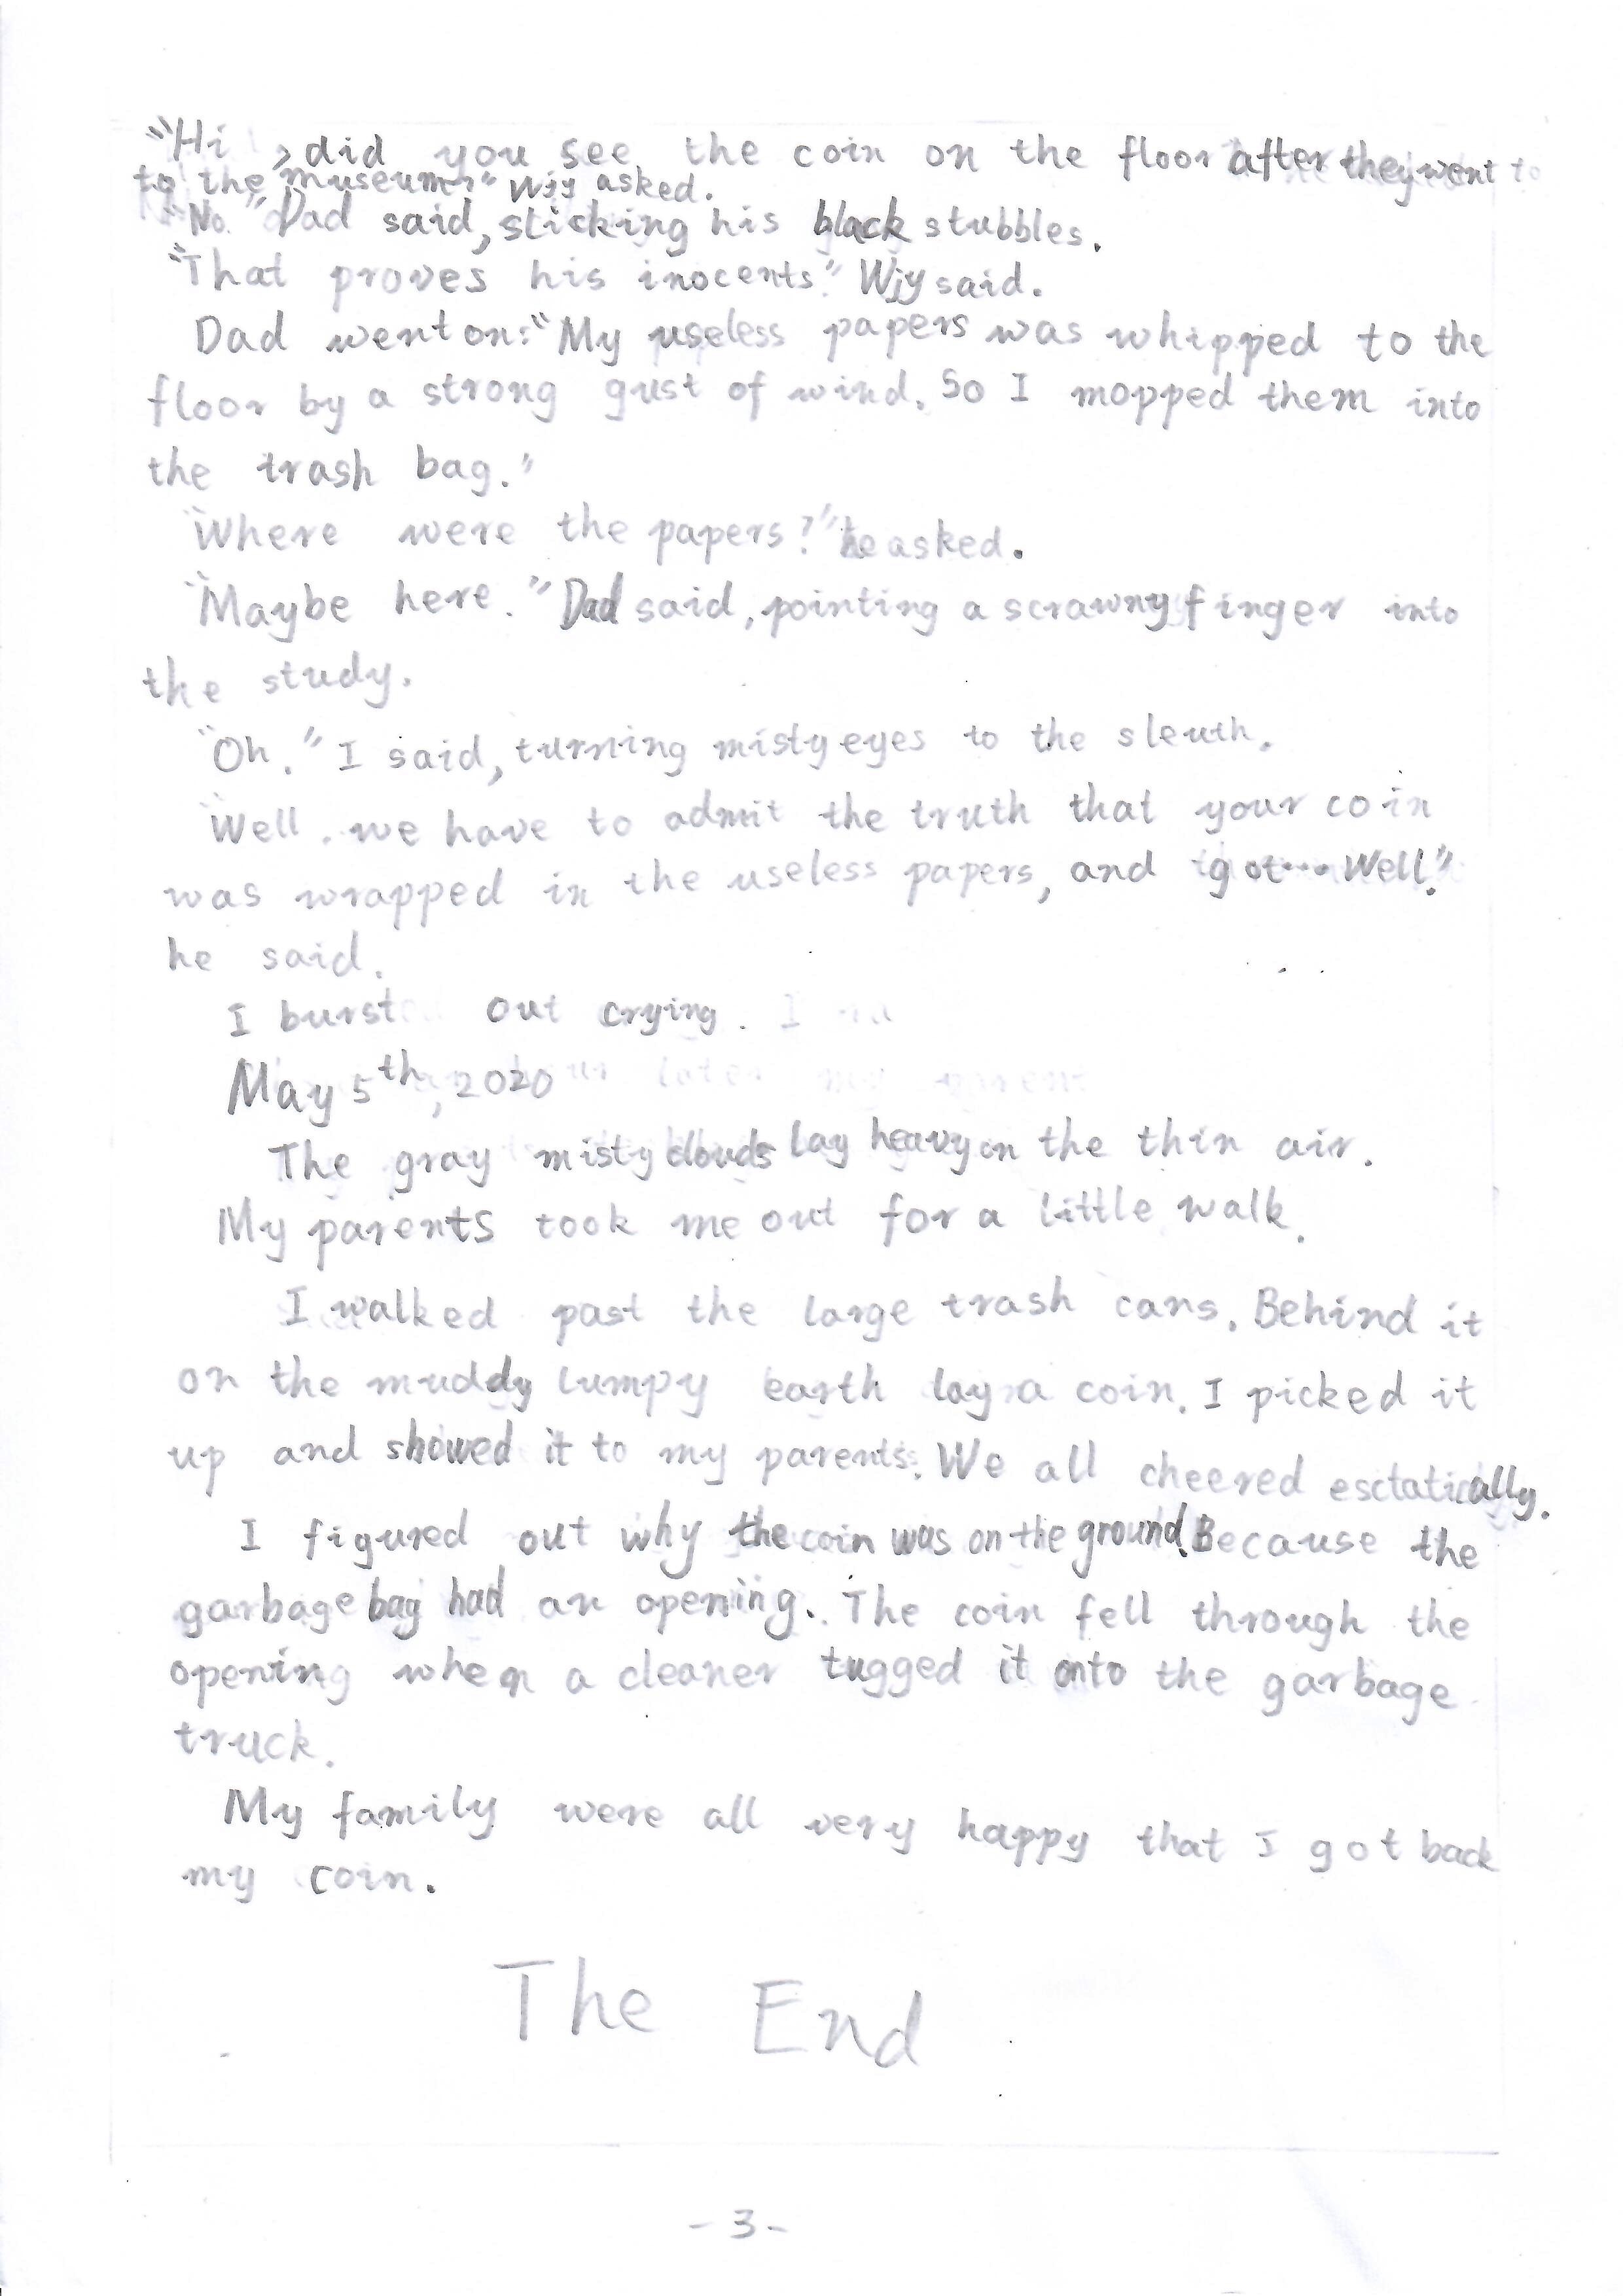 "Hi , did you see the coin on the floor after they went to
to the museum?" Wjy asked.
"No." Dad said, sticking his black stubbles.
"That proves his inocents." Wjy said.
Dad went on: "My useless papers was whipped to the
floor by a strong gust of wind. So I mopped them into
the trash bag."
"Where were the papers?" he asked.
"Maybe here." Dad said, pointing a scrawny finger into
the study.
"Oh." I said, turning misty eyes to the sleuth.
"Well. we have to admit the truth that your coin
was wrapped in the useless papers, and got... Well."
he said.
I burst out crying.
May 5th, 2020
The gray misty clouds lay heavy on the thin air.
My parents took me out for a little walk.
I walked past the large trash cans. Behind it
on the muddy lumpy earth lay a coin. I picked it
up and showed it to my parents. We all cheered esctatically.
I figured out why the coin was on the ground. Because the
garbage bag had an opening. The coin fell through the
opening when a cleaner tugged it onto the garbage
truck.
My family were all very happy that I got back
my coin.
The End
- 3 -